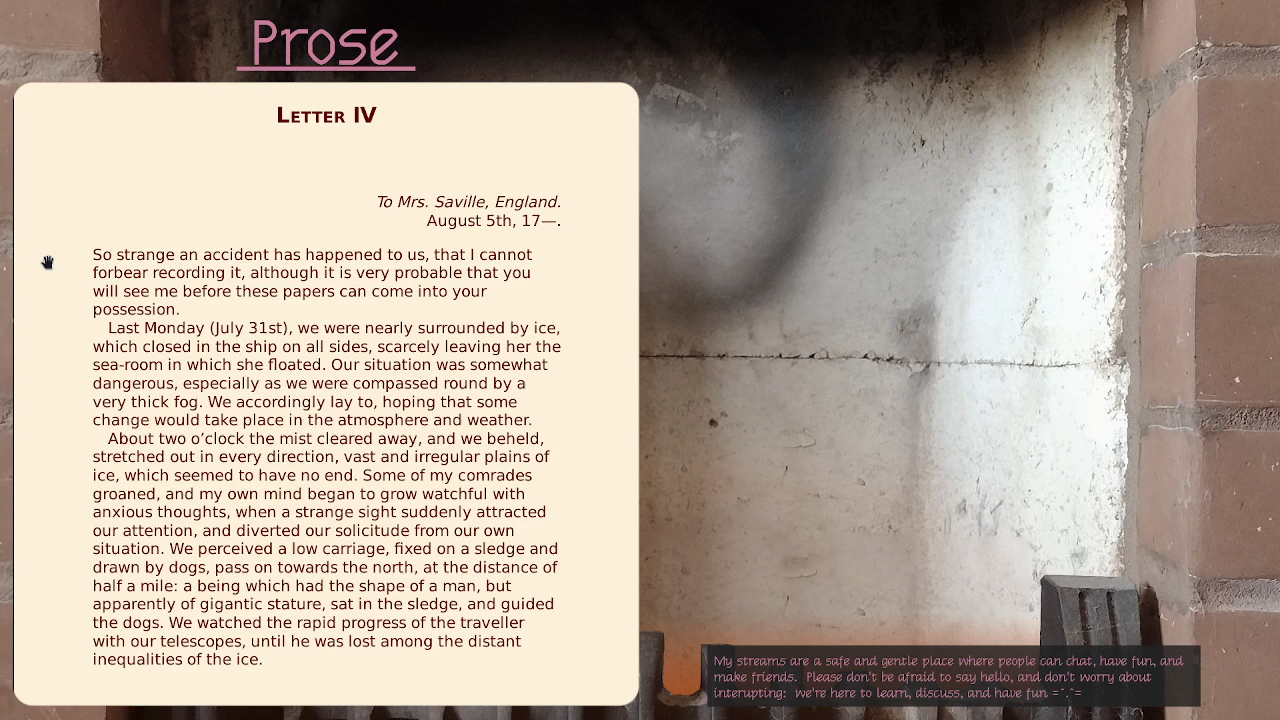 Prose
Letter IV
To Mrs. Saville, England.
August 5th, 17—.
So strange an accident has happened to us, that I cannot
forbear recording it, although it is very probable that you
will see me before these papers can come into your
possession.
Last Monday (July 31st), we were nearly surrounded by ice,
which closed in the ship on all sides, scarcely leaving her the
sea-room in which she floated. Our situation was somewhat
dangerous, especially as we were compassed round by a
very thick fog. We accordingly lay to, hoping that some
change would take place in the atmosphere and weather.
About two o’clock the mist cleared away, and we beheld,
stretched out in every direction, vast and irregular plains of
ice, which seemed to have no end. Some of my comrades
groaned, and my own mind began to grow watchful with
anxious thoughts, when a strange sight suddenly attracted
our attention, and diverted our solicitude from our own
situation. We perceived a low carriage, fixed on a sledge and
drawn by dogs, pass on towards the north, at the distance of
half a mile: a being which had the shape of a man, but
apparently of gigantic stature, sat in the sledge, and guided
the dogs. We watched the rapid progress of the traveller
with our telescopes, until he was lost among the distant
inequalities of the ice.
My streams are a safe and gentle place where people can chat, have fun, and
make friends. Please don't be afraid to say hello, and don't worry about
interupting: we're here to learn, discuss, and have fun =^.^=